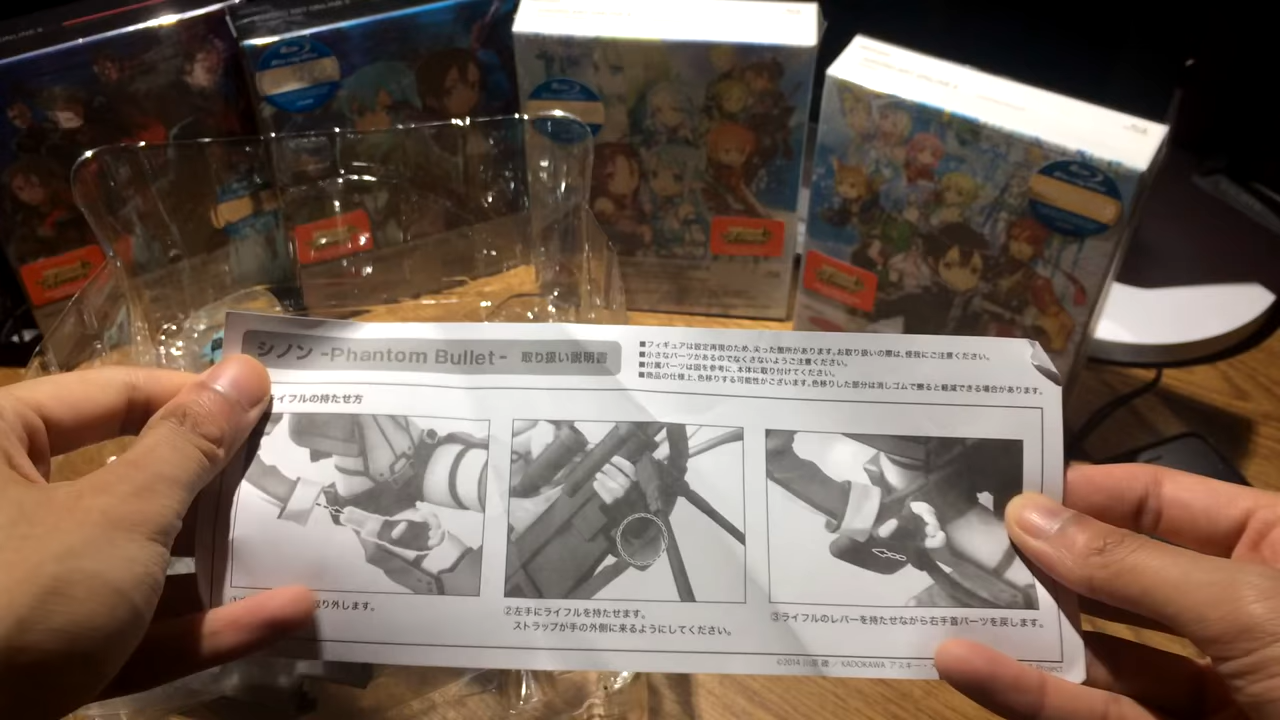 シノン -Phantom Bullet- 取り扱い説明書
■フィギュアは設定再現のため、尖った箇所があります。お取り扱いの際は、怪我にご注意ください。
■小さなパーツがあるのでなくさないようご注意ください。
■付属パーツは図を参考に、本体に取り付けてください。
■商品の仕様上、色移りする可能性がございます。色移りした部分は消しゴムで擦ると軽減できる場合があります。
イフルの持たせ方
取り外します。
②左手にライフルを持たせます。
ストラップが手の外側に来るようにしてください。
③ライフルのレバーを持たせながら右手首パーツを戻します。
©2014 川原 礫／KADOKAWA アスキー・
Project